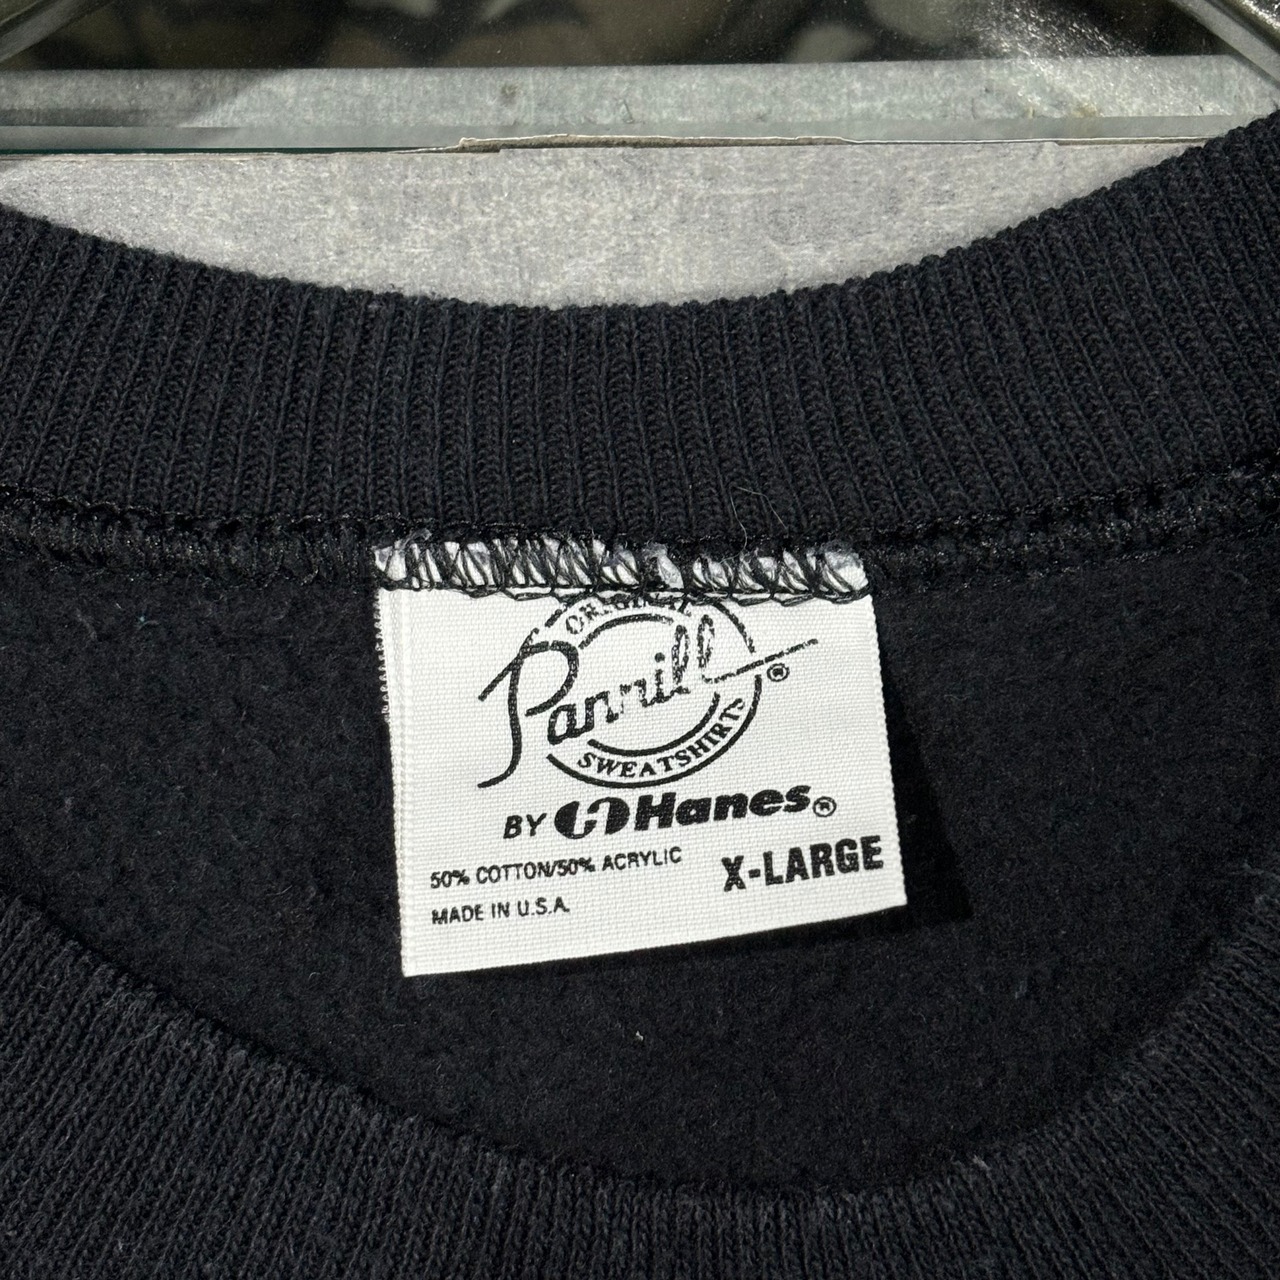 ORIGINAL
Pannill ®
SWEATSHIRTS
BY Hanes®
50% COTTON/50% ACRYLIC
X-LARGE
MADE IN U.S.A.